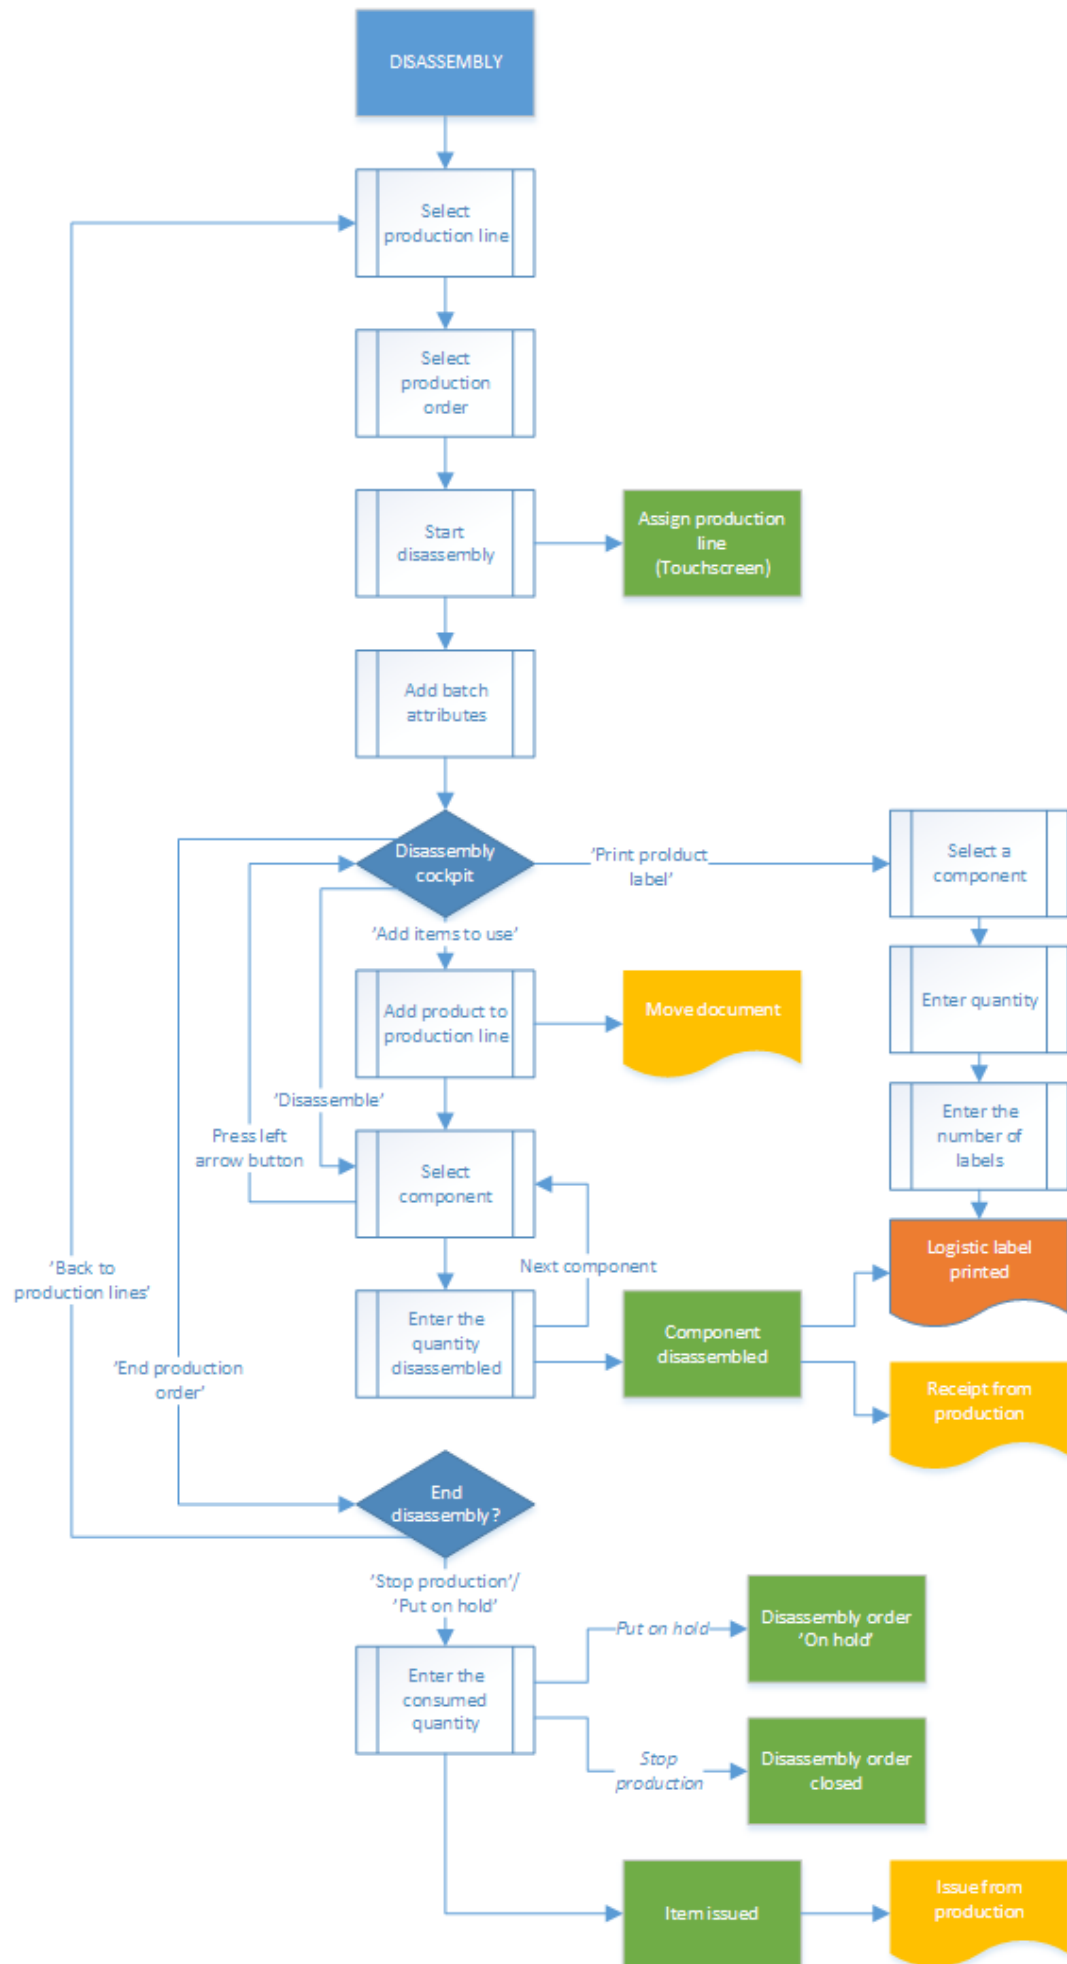 DISASSEMBLY
Select
production line
Select
production
order
Start
disassembly
Assign production
line
(Touchscreen)
Add batch
attributes
Disassembly
cockpit
'Print prolduct
label'
Select a
component
'Add items to use'
Enter quantity
Add product to
production line
Move document
'Disassemble'
Enter the
number of
labels
Press left
arrow button
Select
component
Logistic label
printed
'Back to
production lines'
Next component
Enter the
quantity
disassembled
Component
disassembled
'End production
order'
Receipt from
production
End
disassembly?
'Stop production'/
'Put on hold'
Put on hold
Disassembly order
'On hold'
Enter the
consumed
quantity
Stop
production
Disassembly order
closed
Item issued
Issue from
production